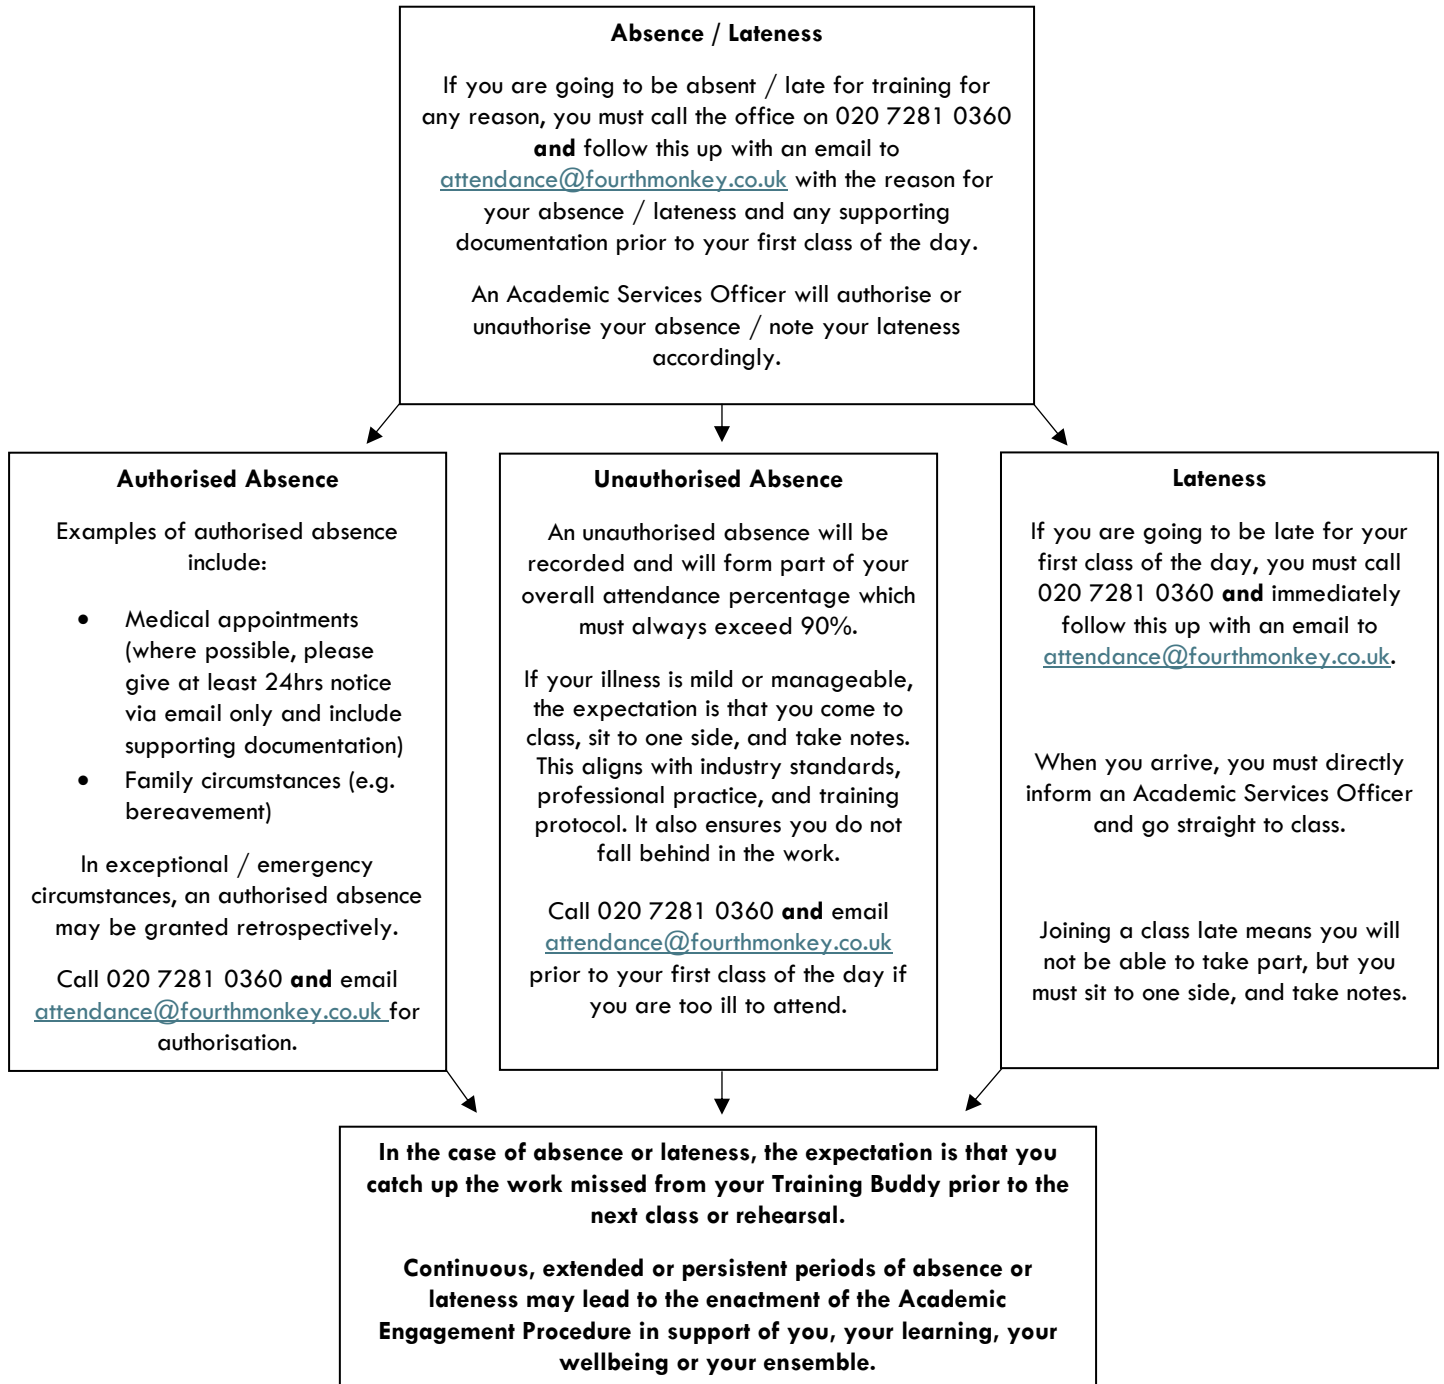 Absence / Lateness
If you are going to be absent / late for training for
any reason, you must call the office on 020 7281 0360
and follow this up with an email to
attendance@fourthmonkey.co.uk with the reason for
your absence / lateness and any supporting
documentation prior to your first class of the day.
An Academic Services Officer will authorise or
unauthorise your absence / note your lateness
accordingly.
Authorised Absence
Examples of authorised absence
include:
• Medical appointments
(where possible, please
give at least 24hrs notice
via email only and include
supporting documentation)
• Family circumstances (e.g.
bereavement)
In exceptional / emergency
circumstances, an authorised absence
may be granted retrospectively.
Call 020 7281 0360 and email
attendance@fourthmonkey.co.uk for
authorisation.
Unauthorised Absence
An unauthorised absence will be
recorded and will form part of your
overall attendance percentage which
must always exceed 90%.
If your illness is mild or manageable,
the expectation is that you come to
class, sit to one side, and take notes.
This aligns with industry standards,
professional practice, and training
protocol. It also ensures you do not
fall behind in the work.
Call 020 7281 0360 and email
attendance@fourthmonkey.co.uk
prior to your first class of the day if
you are too ill to attend.
Lateness
If you are going to be late for your
first class of the day, you must call
020 7281 0360 and immediately
follow this up with an email to
attendance@fourthmonkey.co.uk.
When you arrive, you must directly
inform an Academic Services Officer
and go straight to class.
Joining a class late means you will
not be able to take part, but you
must sit to one side, and take notes.
In the case of absence or lateness, the expectation is that you
catch up the work missed from your Training Buddy prior to the
next class or rehearsal.
Continuous, extended or persistent periods of absence or
lateness may lead to the enactment of the Academic
Engagement Procedure in support of you, your learning, your
wellbeing or your ensemble.